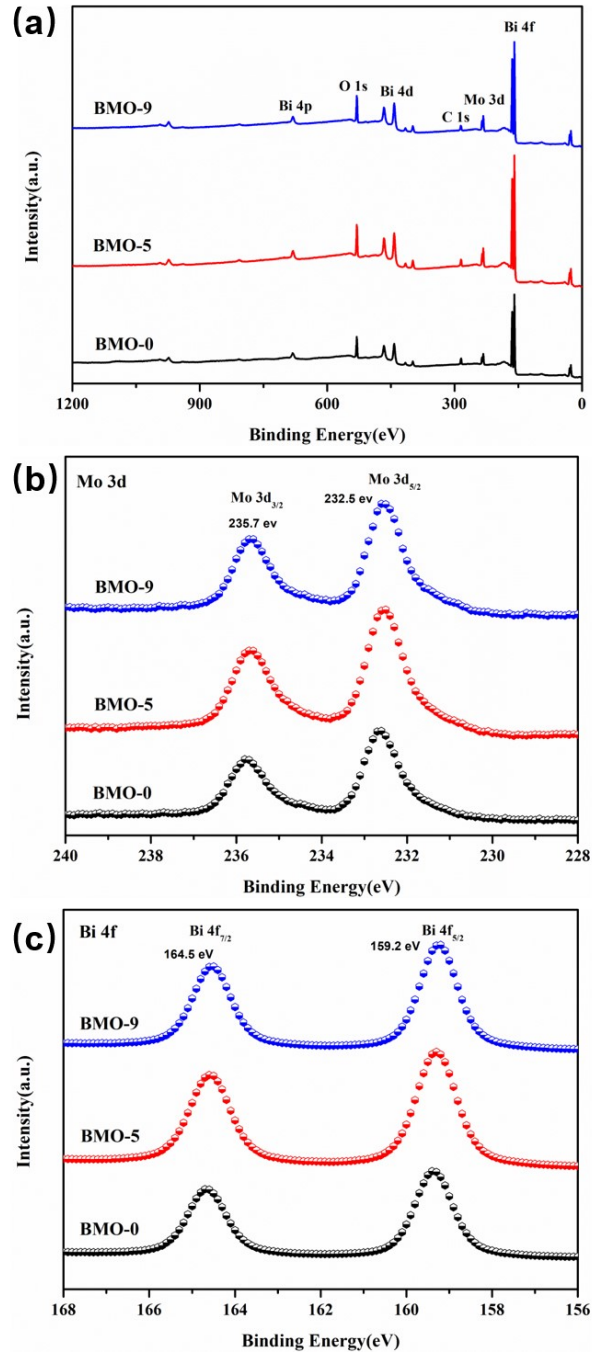 (a)
Bi 4f
O 1s
Bi 4d
Bi 4p
Mo 3d
C 1s
BMO-9
BMO-5
BMO-0
Intensity(a.u.)
1200 900 600 300 0
Binding Energy(eV)
(b)
Mo 3d
Mo 3d3/2
235.7 ev
Mo 3d5/2
232.5 ev
BMO-9
BMO-5
BMO-0
Intensity(a.u.)
240 238 236 234 232 230 228
Binding Energy(eV)
(c)
Bi 4f
Bi 4f7/2
164.5 eV
Bi 4f5/2
159.2 eV
BMO-9
BMO-5
BMO-0
Intensity(a.u.)
168 166 164 162 160 158 156
Binding Energy(eV)